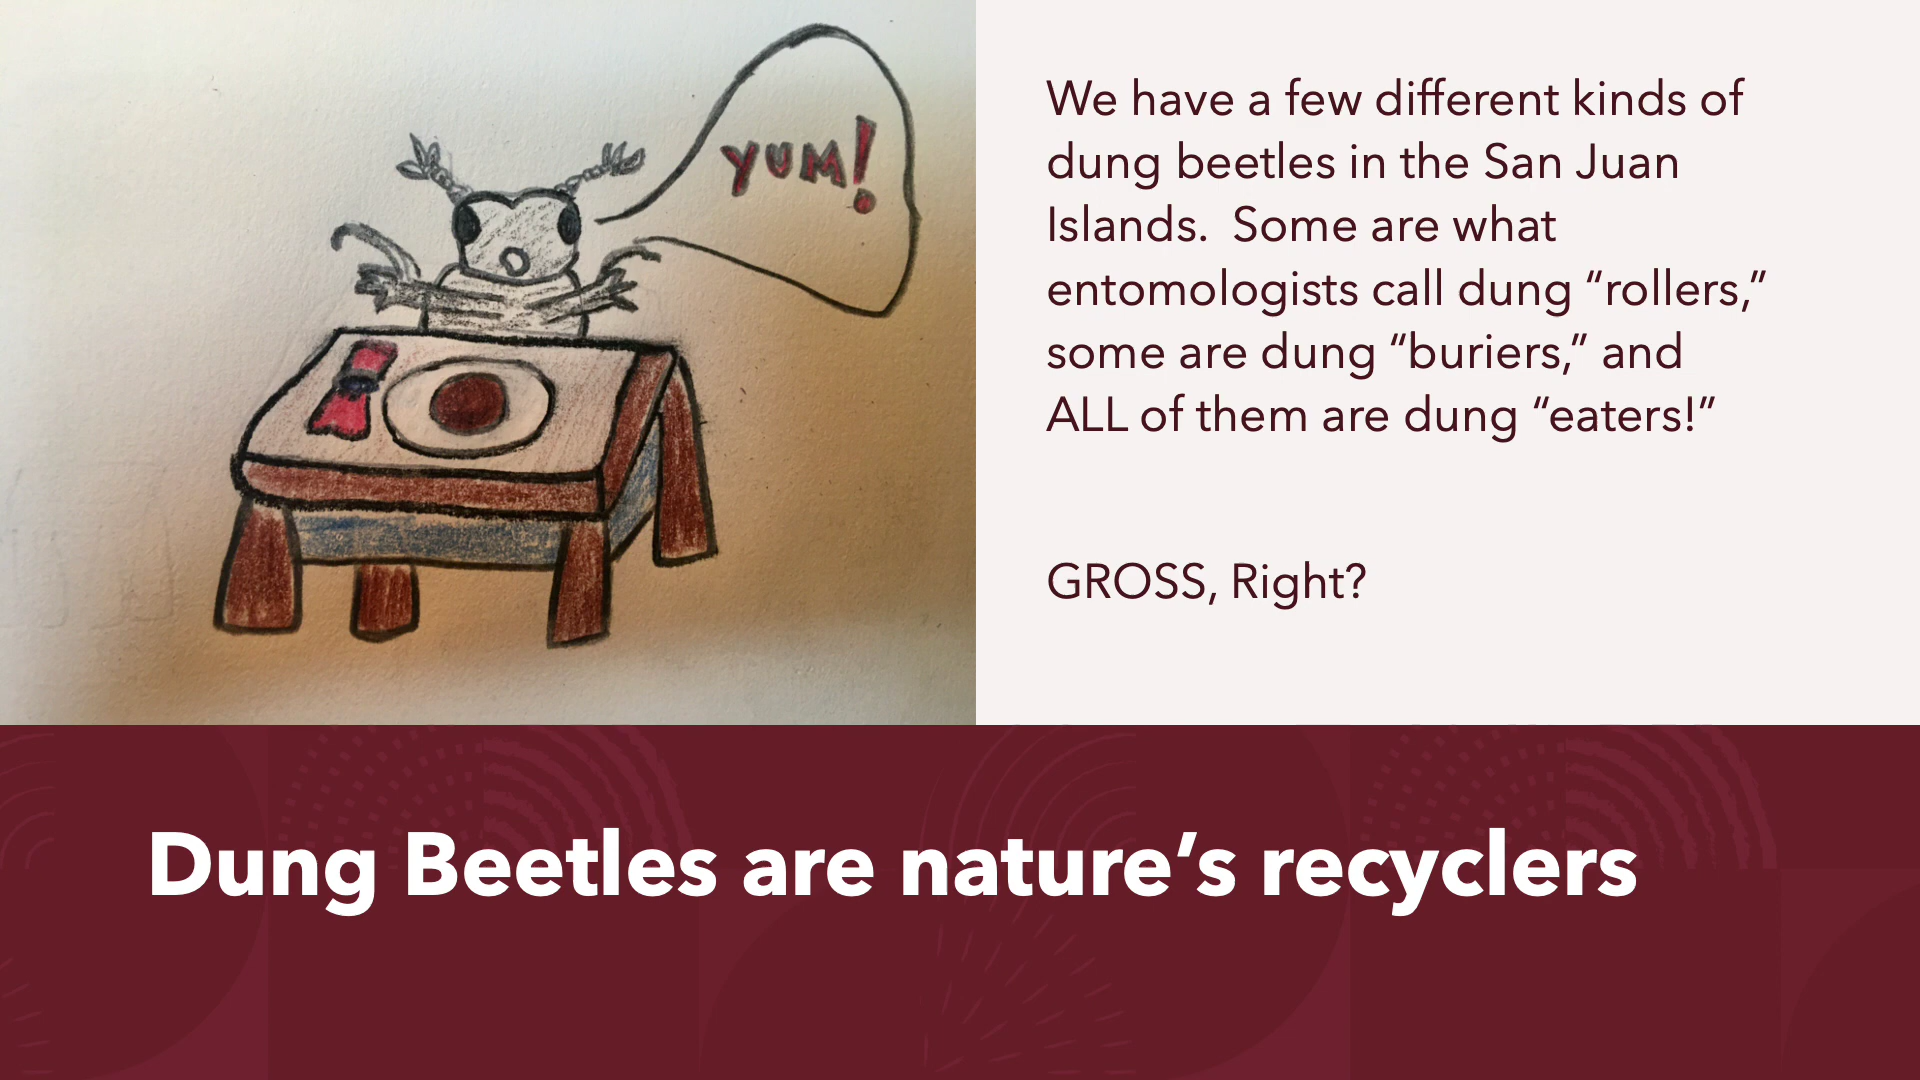 YUM!
We have a few different kinds of
dung beetles in the San Juan
Islands.  Some are what
entomologists call dung “rollers,”
some are dung “buriers,” and
ALL of them are dung “eaters!”
GROSS, Right?
Dung Beetles are nature’s recyclers